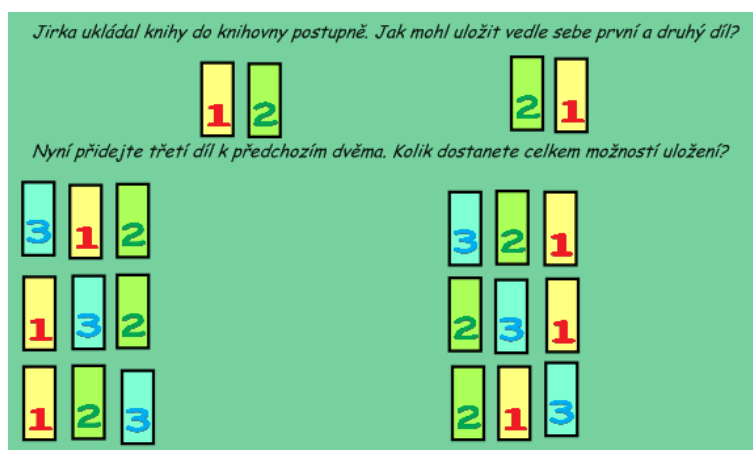 Jirka ukládal knihy do knihovny postupně. Jak mohl uložit vedle sebe první a druhý díl?
1 2 2 1
Nyní přidejte třetí díl k předchozím dvěma. Kolik dostanete celkem možností uložení?
3 1 2 3 2 1
1 3 2 2 3 1
1 2 3 2 1 3